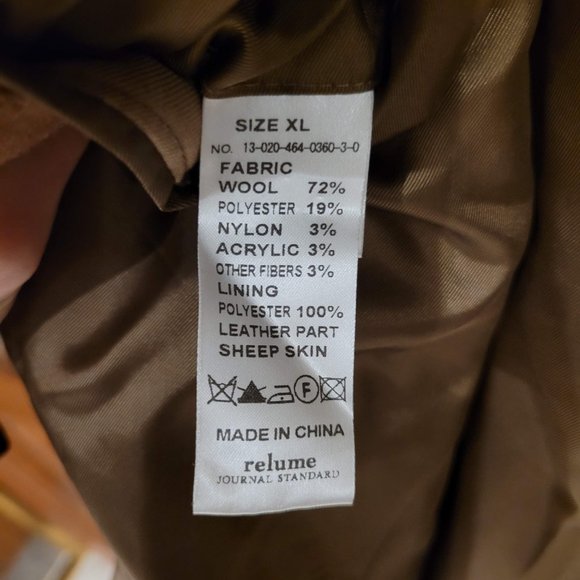 SIZE XL
NO. 13-020-464-0360-3-0
FABRIC
WOOL 72%
POLYESTER 19%
NYLON 3%
ACRYLIC 3%
OTHER FIBERS 3%
LINING
POLYESTER 100%
LEATHER PART
SHEEP SKIN
F
MADE IN CHINA
relume
JOURNAL STANDARD